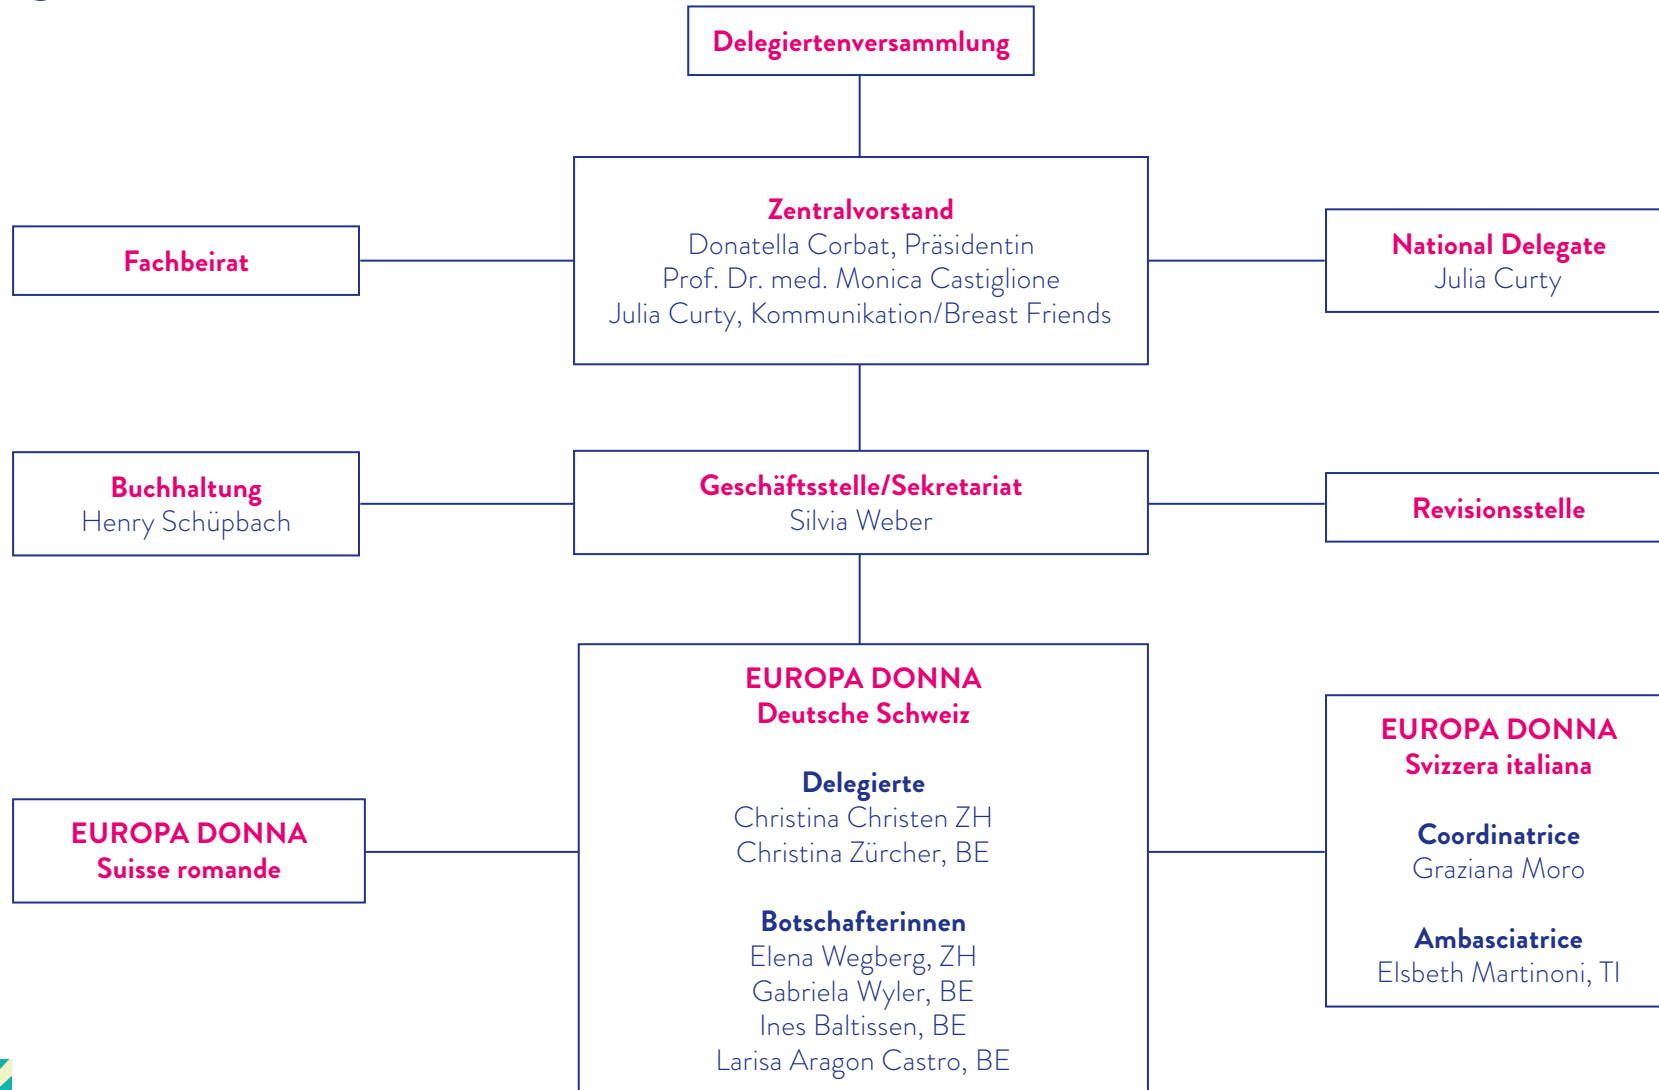 Delegiertenversammlung
Zentralvorstand
Donatella Corbat, Präsidentin
Prof. Dr. med. Monica Castiglione
Julia Curty, Kommunikation/Breast Friends
Fachbeirat
National Delegate
Julia Curty
Buchhaltung
Henry Schüpbach
Geschäftsstelle/Sekretariat
Silvia Weber
Revisionsstelle
EUROPA DONNA
Suisse romande
EUROPA DONNA
Deutsche Schweiz
Delegierte
Christina Christen ZH
Christina Zürcher, BE
Botschafterinnen
Elena Wegberg, ZH
Gabriela Wyler, BE
Ines Baltissen, BE
Larisa Aragon Castro, BE
EUROPA DONNA
Svizzera italiana
Coordinatrice
Graziana Moro
Ambasciatrice
Elsbeth Martinoni, TI